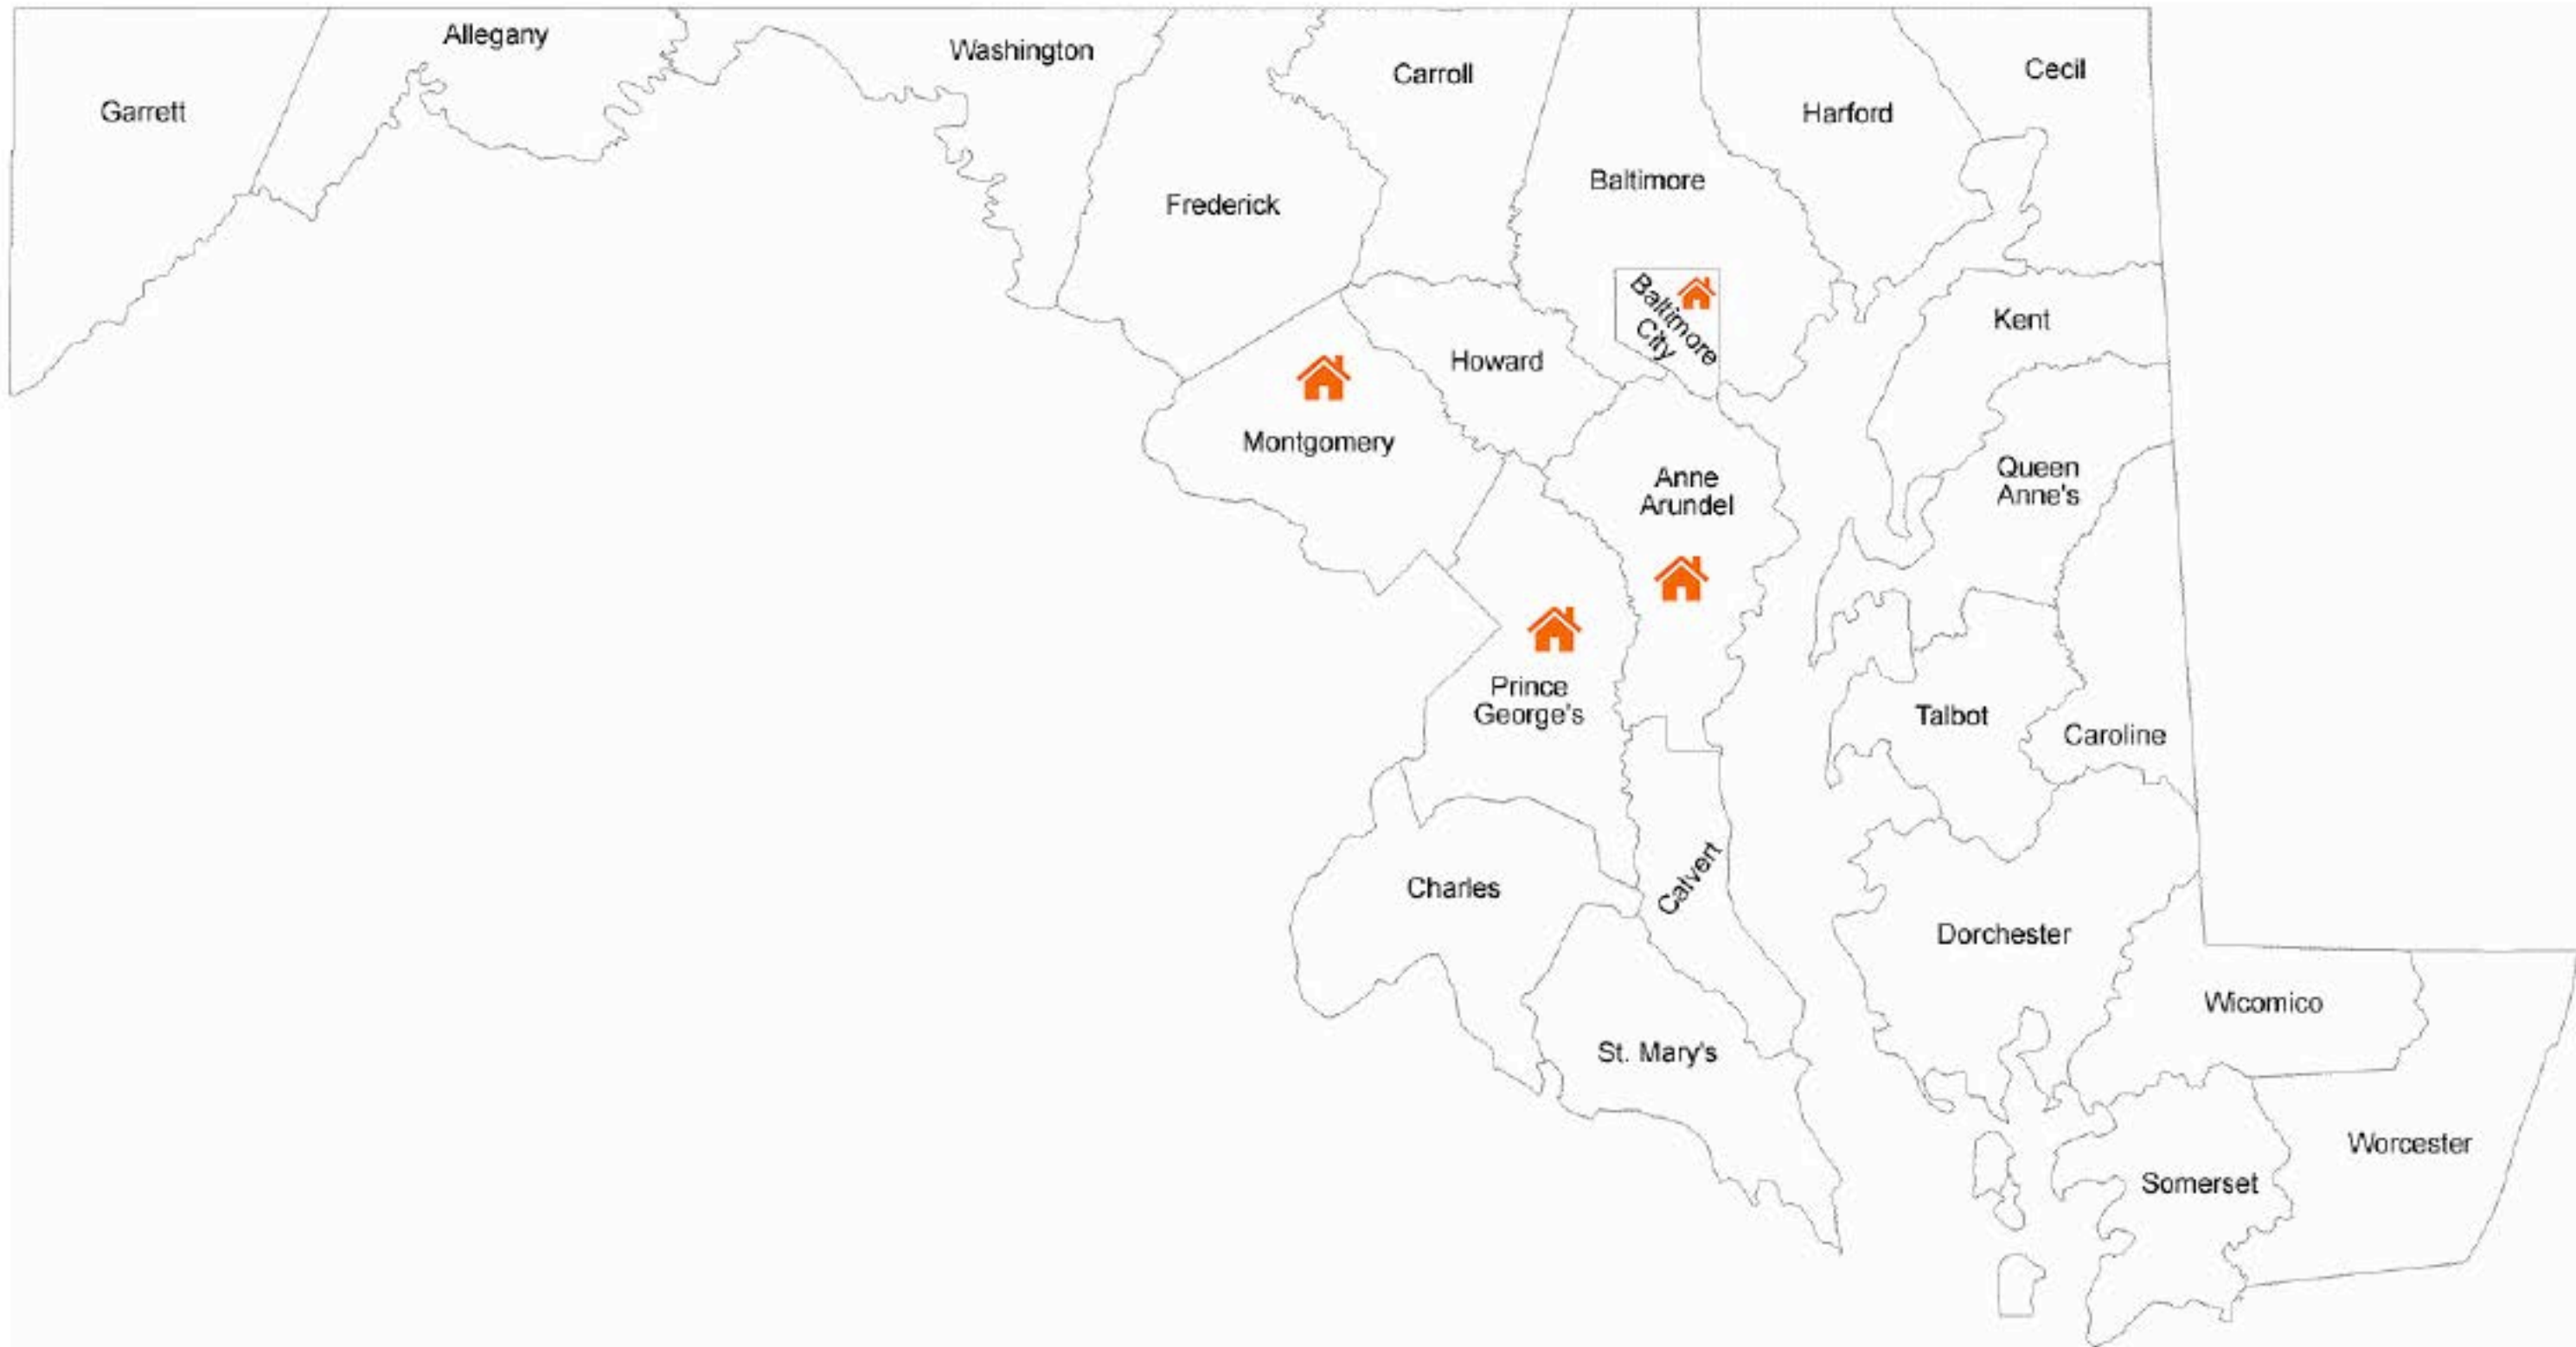 Allegany
Washington
Cecil
Carroll
Garrett
Harford
Baltimore
Frederick
Baltimore
City
Kent
Howard
Montgomery
Anne
Arundel
Queen
Anne's
Prince
George's
Talbot
Caroline
Calvert
Charles
Dorchester
Wicomico
St. Mary's
Worcester
Somerset